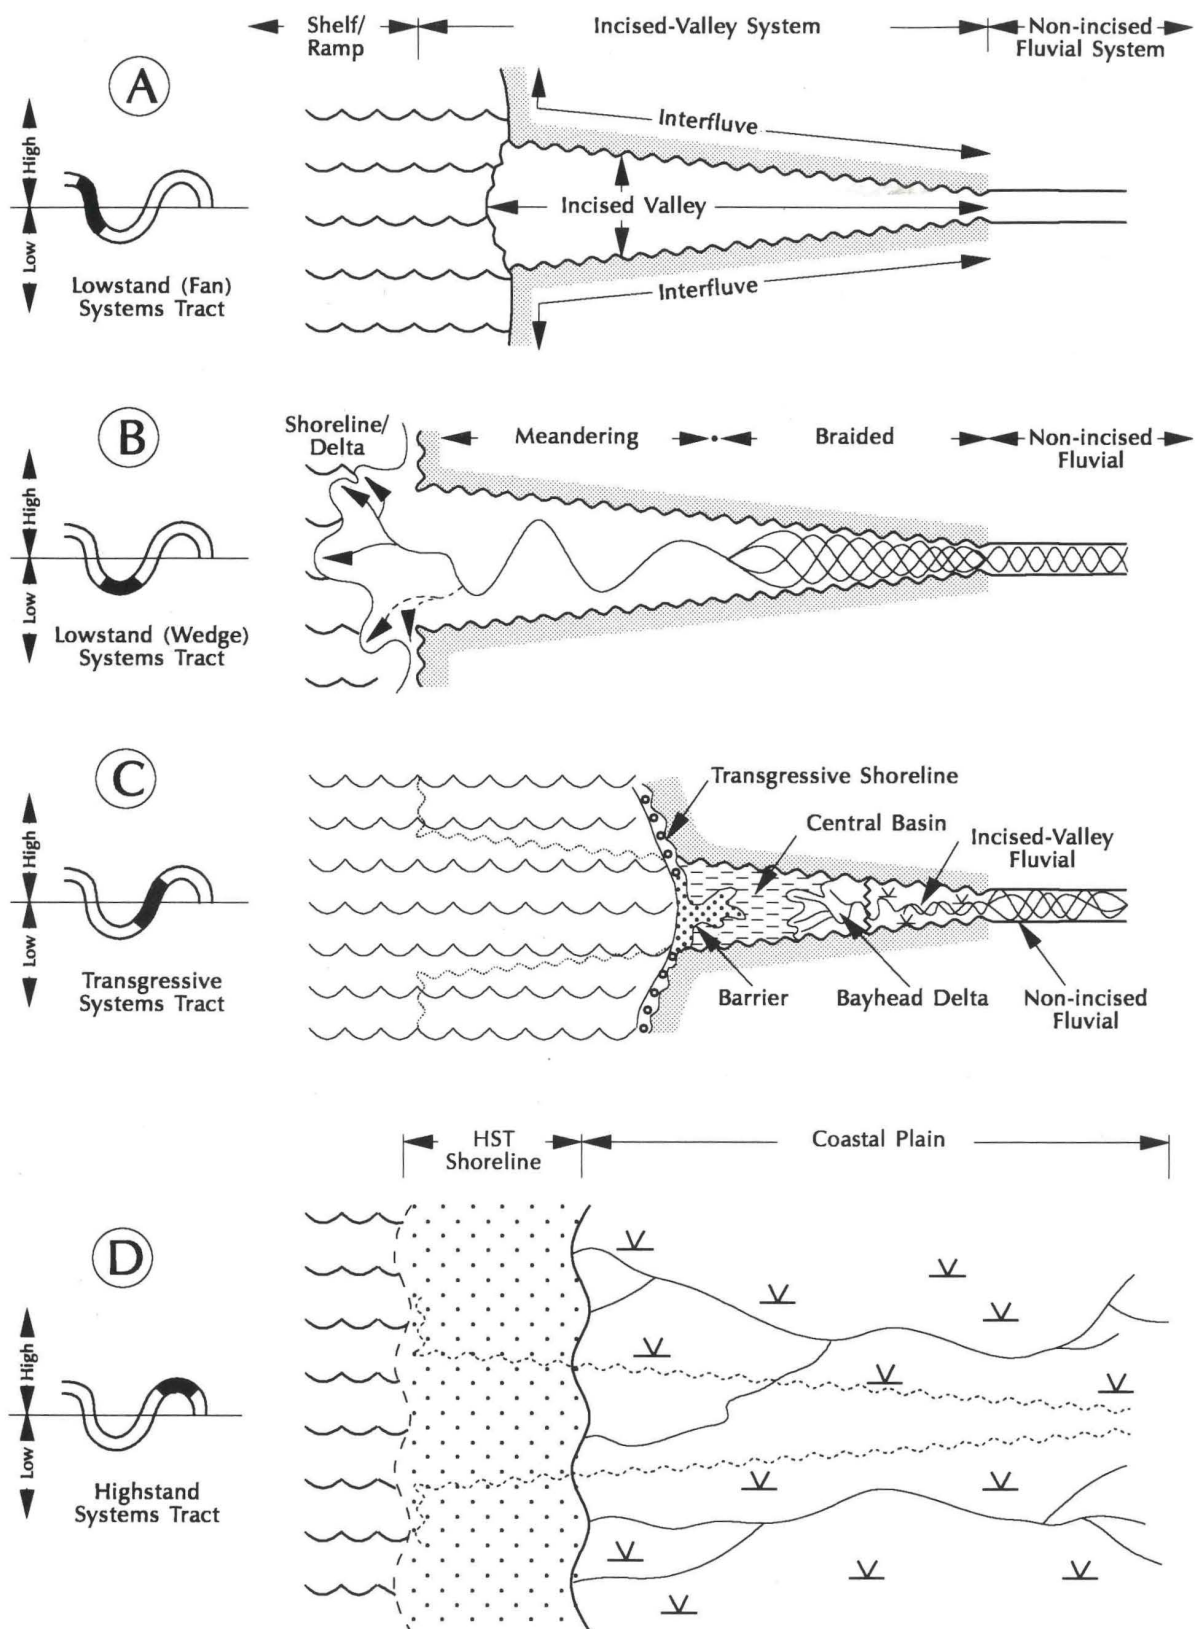 Shelf/
Ramp
Incised-Valley System
Non-incised
Fluvial System
A
High
Low
Lowstand (Fan)
Systems Tract
Interfluve
Incised Valley
Interfluve
B
High
Low
Lowstand (Wedge)
Systems Tract
Shoreline/
Delta
Meandering
Braided
Non-incised
Fluvial
C
High
Low
Transgressive
Systems Tract
Transgressive Shoreline
Central Basin
Incised-Valley
Fluvial
Barrier
Bayhead Delta
Non-incised
Fluvial
D
High
Low
Highstand
Systems Tract
HST
Shoreline
Coastal Plain